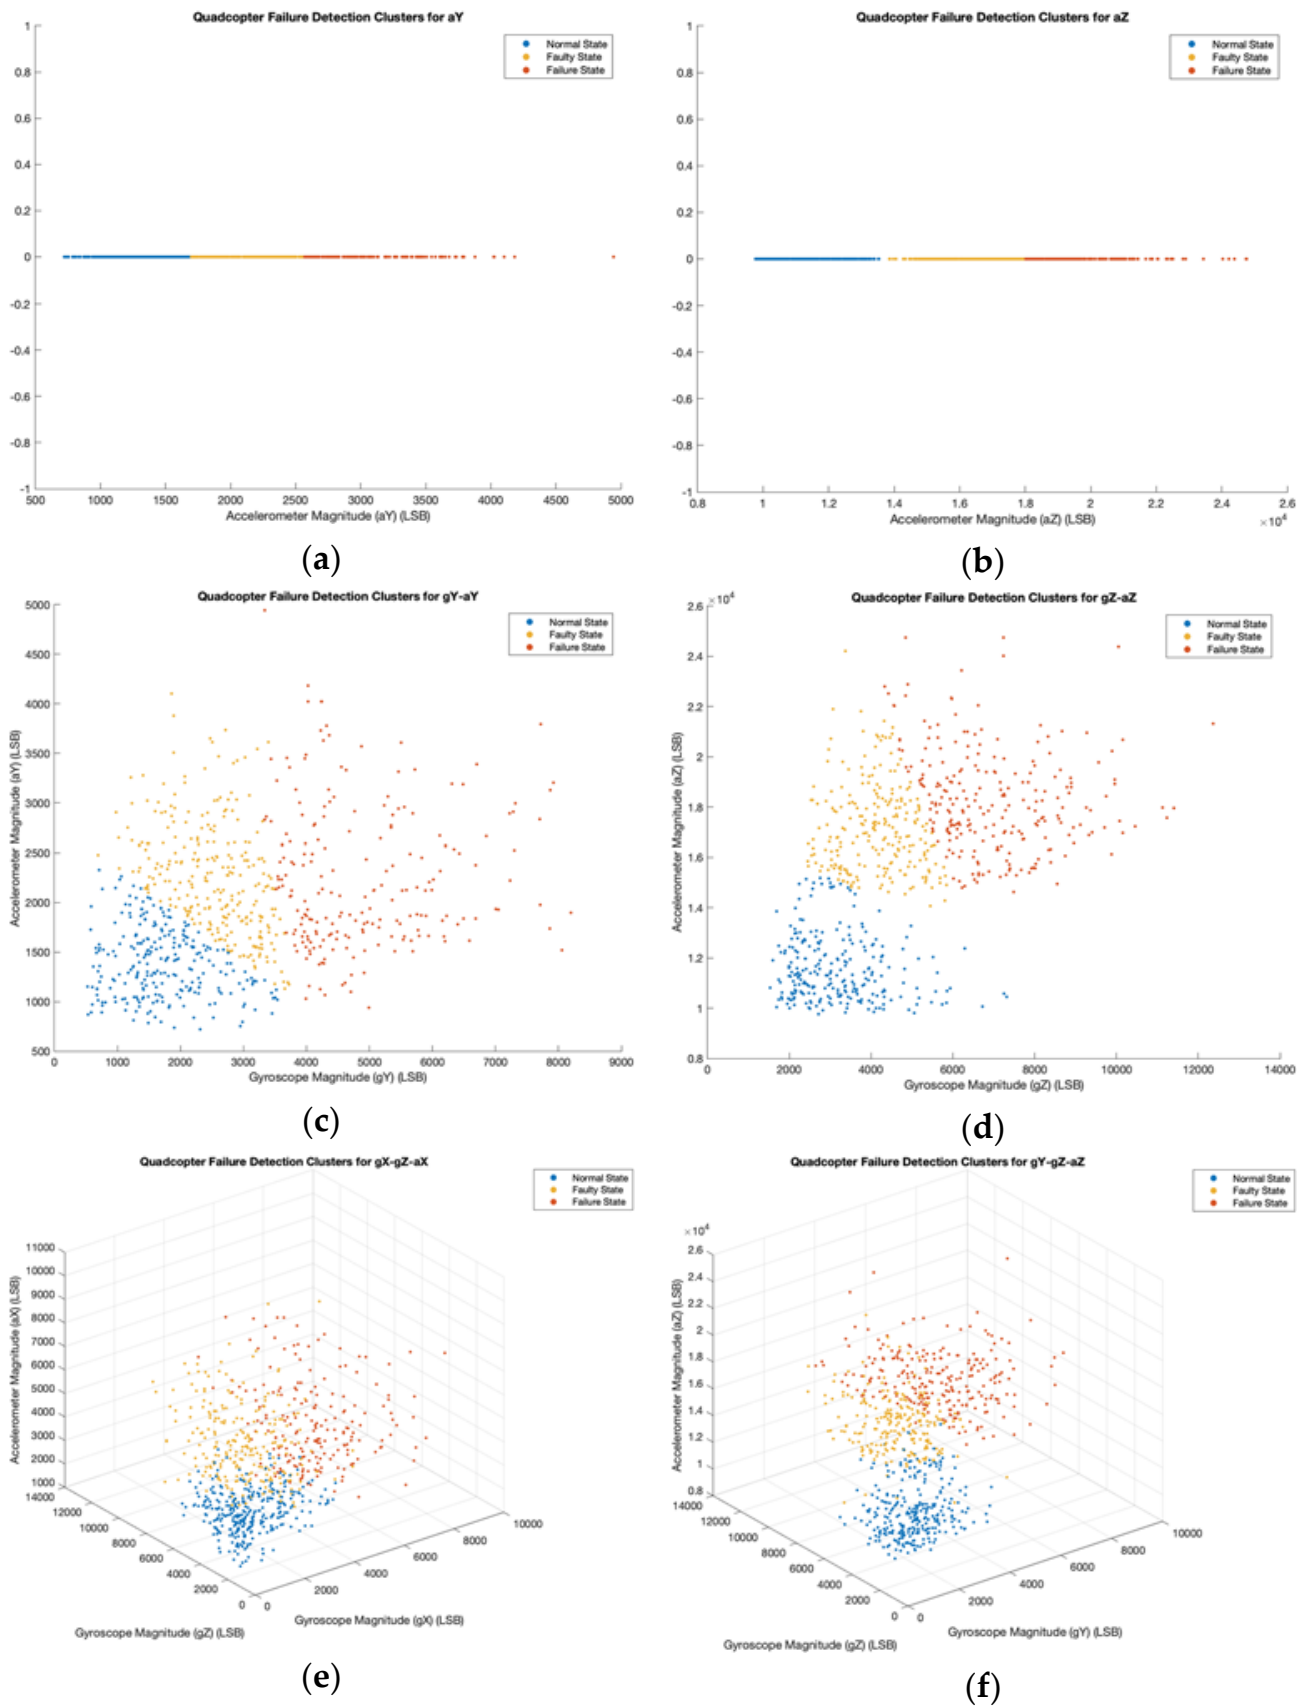 Quadcopter Failure Detection Clusters for aY
Normal State
Faulty State
Failure State
1
0.8
0.6
0.4
0.2
0
-0.2
-0.4
-0.6
-0.8
-1
500 1000 1500 2000 2500 3000 3500 4000 4500 5000
Accelerometer Magnitude (aY) (LSB)
(a)
Quadcopter Failure Detection Clusters for aZ
Normal State
Faulty State
Failure State
1
0.8
0.6
0.4
0.2
0
-0.2
-0.4
-0.6
-0.8
-1
0.8 1 1.2 1.4 1.6 1.8 2 2.2 2.4 2.6
Accelerometer Magnitude (aZ) (LSB)
×10⁴
(b)
Quadcopter Failure Detection Clusters for gY-aY
Normal State
Faulty State
Failure State
5000
4500
4000
3500
3000
2500
2000
1500
1000
500
Accelerometer Magnitude (aY) (LSB)
0 1000 2000 3000 4000 5000 6000 7000 8000 9000
Gyroscope Magnitude (gY) (LSB)
(c)
Quadcopter Failure Detection Clusters for gZ-aZ
×10⁴
Normal State
Faulty State
Failure State
2.6
2.4
2.2
2
1.8
1.6
1.4
1.2
1
0.8
Accelerometer Magnitude (aZ) (LSB)
0 2000 4000 6000 8000 10000 12000 14000
Gyroscope Magnitude (gZ) (LSB)
(d)
Quadcopter Failure Detection Clusters for gX-gZ-aX
Normal State
Faulty State
Failure State
11000
10000
9000
8000
7000
6000
5000
4000
3000
2000
1000
Accelerometer Magnitude (aX) (LSB)
14000
12000
10000
8000
6000
4000
2000
0
Gyroscope Magnitude (gZ) (LSB)
0
2000
4000
6000
8000
10000
Gyroscope Magnitude (gX) (LSB)
(e)
Quadcopter Failure Detection Clusters for gY-gZ-aZ
Normal State
Faulty State
Failure State
×10⁴
2.6
2.4
2.2
2
1.8
1.6
1.4
1.2
1
0.8
Accelerometer Magnitude (aZ) (LSB)
14000
12000
10000
8000
6000
4000
2000
0
Gyroscope Magnitude (gZ) (LSB)
0
2000
4000
6000
8000
10000
Gyroscope Magnitude (gY) (LSB)
(f)